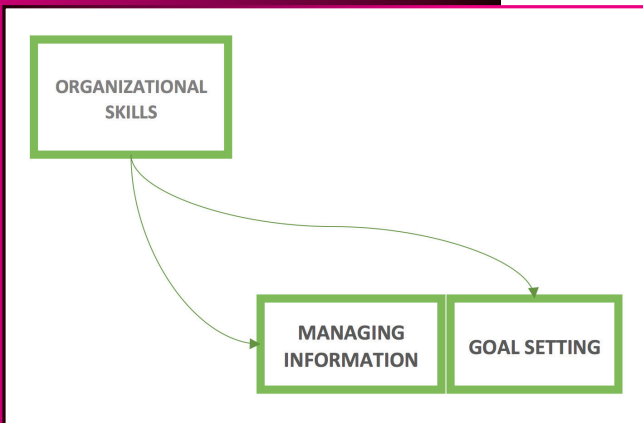 ORGANIZATIONAL
SKILLS
MANAGING
INFORMATION
GOAL SETTING